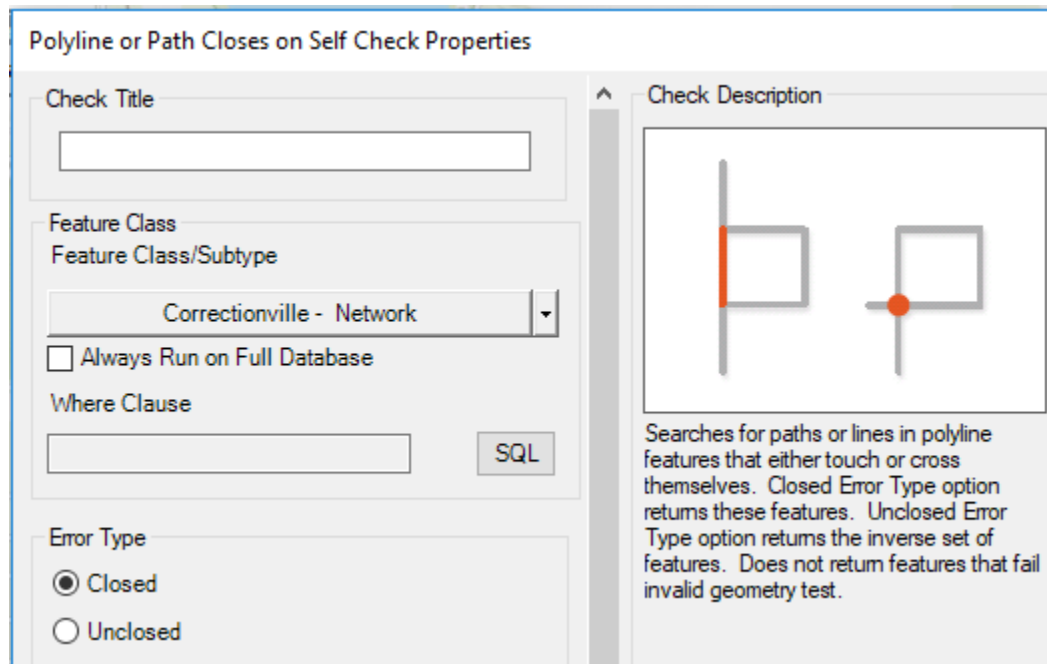 Polyline or Path Closes on Self Check Properties
Check Title
Feature Class
Feature Class/Subtype
Correctionville - Network
Always Run on Full Database
Where Clause
SQL
Error Type
Closed
Unclosed
Check Description
Searches for paths or lines in polyline
features that either touch or cross
themselves. Closed Error Type option
returns these features. Unclosed Error
Type option returns the inverse set of
features. Does not return features that fail
invalid geometry test.